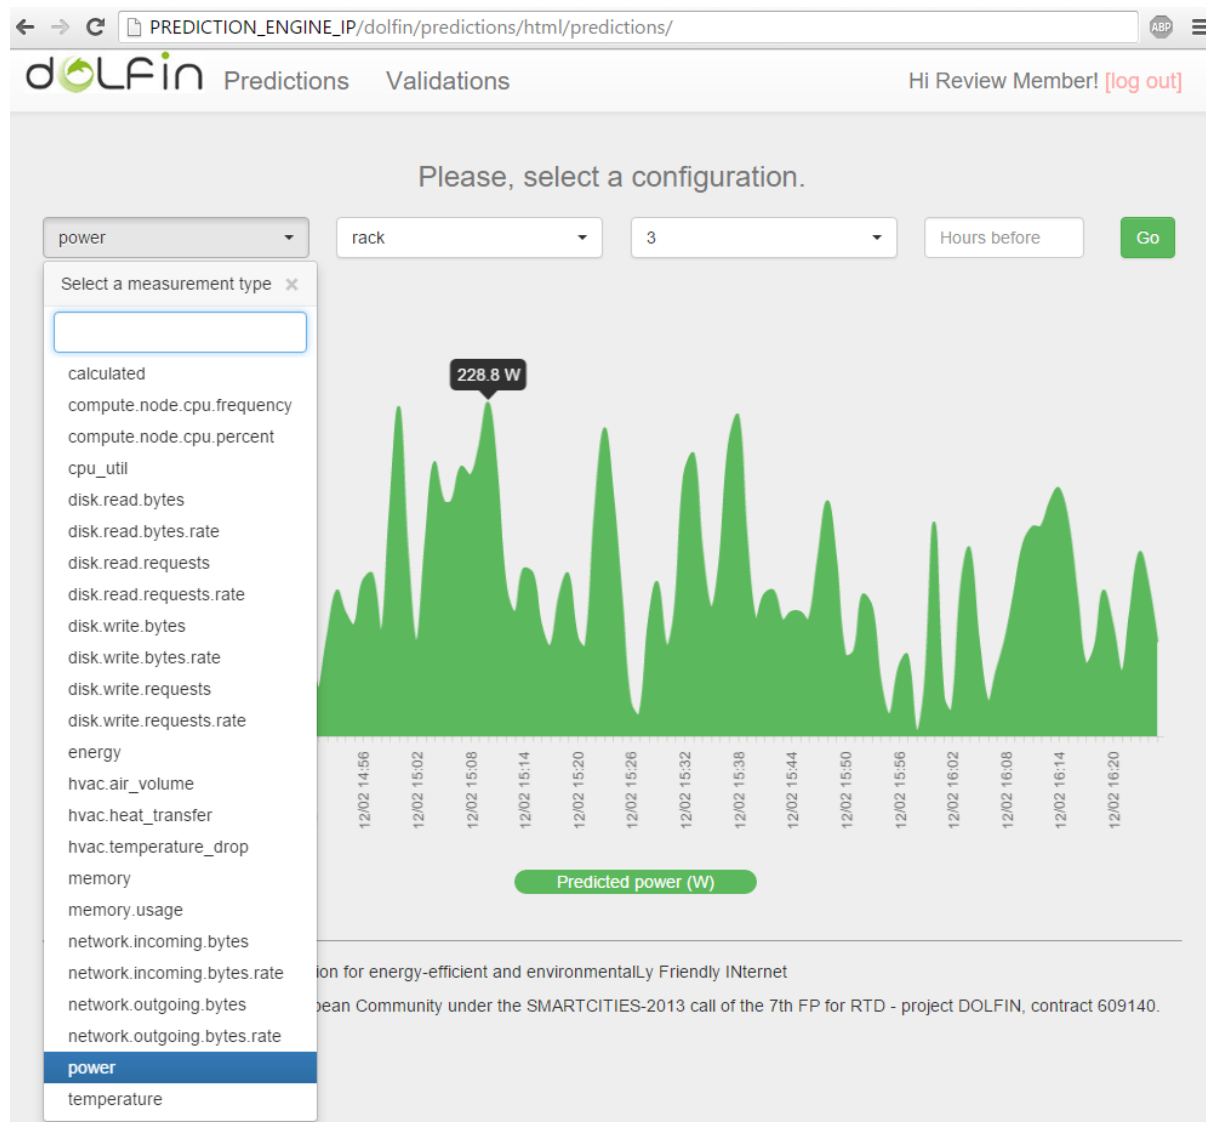 PREDICTION_ENGINE_IP/dolfin/predictions/html/predictions/
ABP
dOLFin Predictions Validations Hi Review Member! [log out]
Please, select a configuration.
power rack 3 Hours before Go
Select a measurement type ×
calculated
compute.node.cpu.frequency
compute.node.cpu.percent
cpu_util
disk.read.bytes
disk.read.bytes.rate
disk.read.requests
disk.read.requests.rate
disk.write.bytes
disk.write.bytes.rate
disk.write.requests
disk.write.requests.rate
energy
hvac.air_volume
hvac.heat_transfer
hvac.temperature_drop
memory
memory.usage
network.incoming.bytes
network.incoming.bytes.rate
network.outgoing.bytes
network.outgoing.bytes.rate
power
temperature
228.8 W
12/02 14:56
12/02 15:02
12/02 15:08
12/02 15:14
12/02 15:20
12/02 15:26
12/02 15:32
12/02 15:38
12/02 15:44
12/02 15:50
12/02 15:56
12/02 16:02
12/02 16:08
12/02 16:14
12/02 16:20
Predicted power (W)
ion for energy-efficient and environmentalLy Friendly INternet
pean Community under the SMARTCITIES-2013 call of the 7th FP for RTD - project DOLFIN, contract 609140.